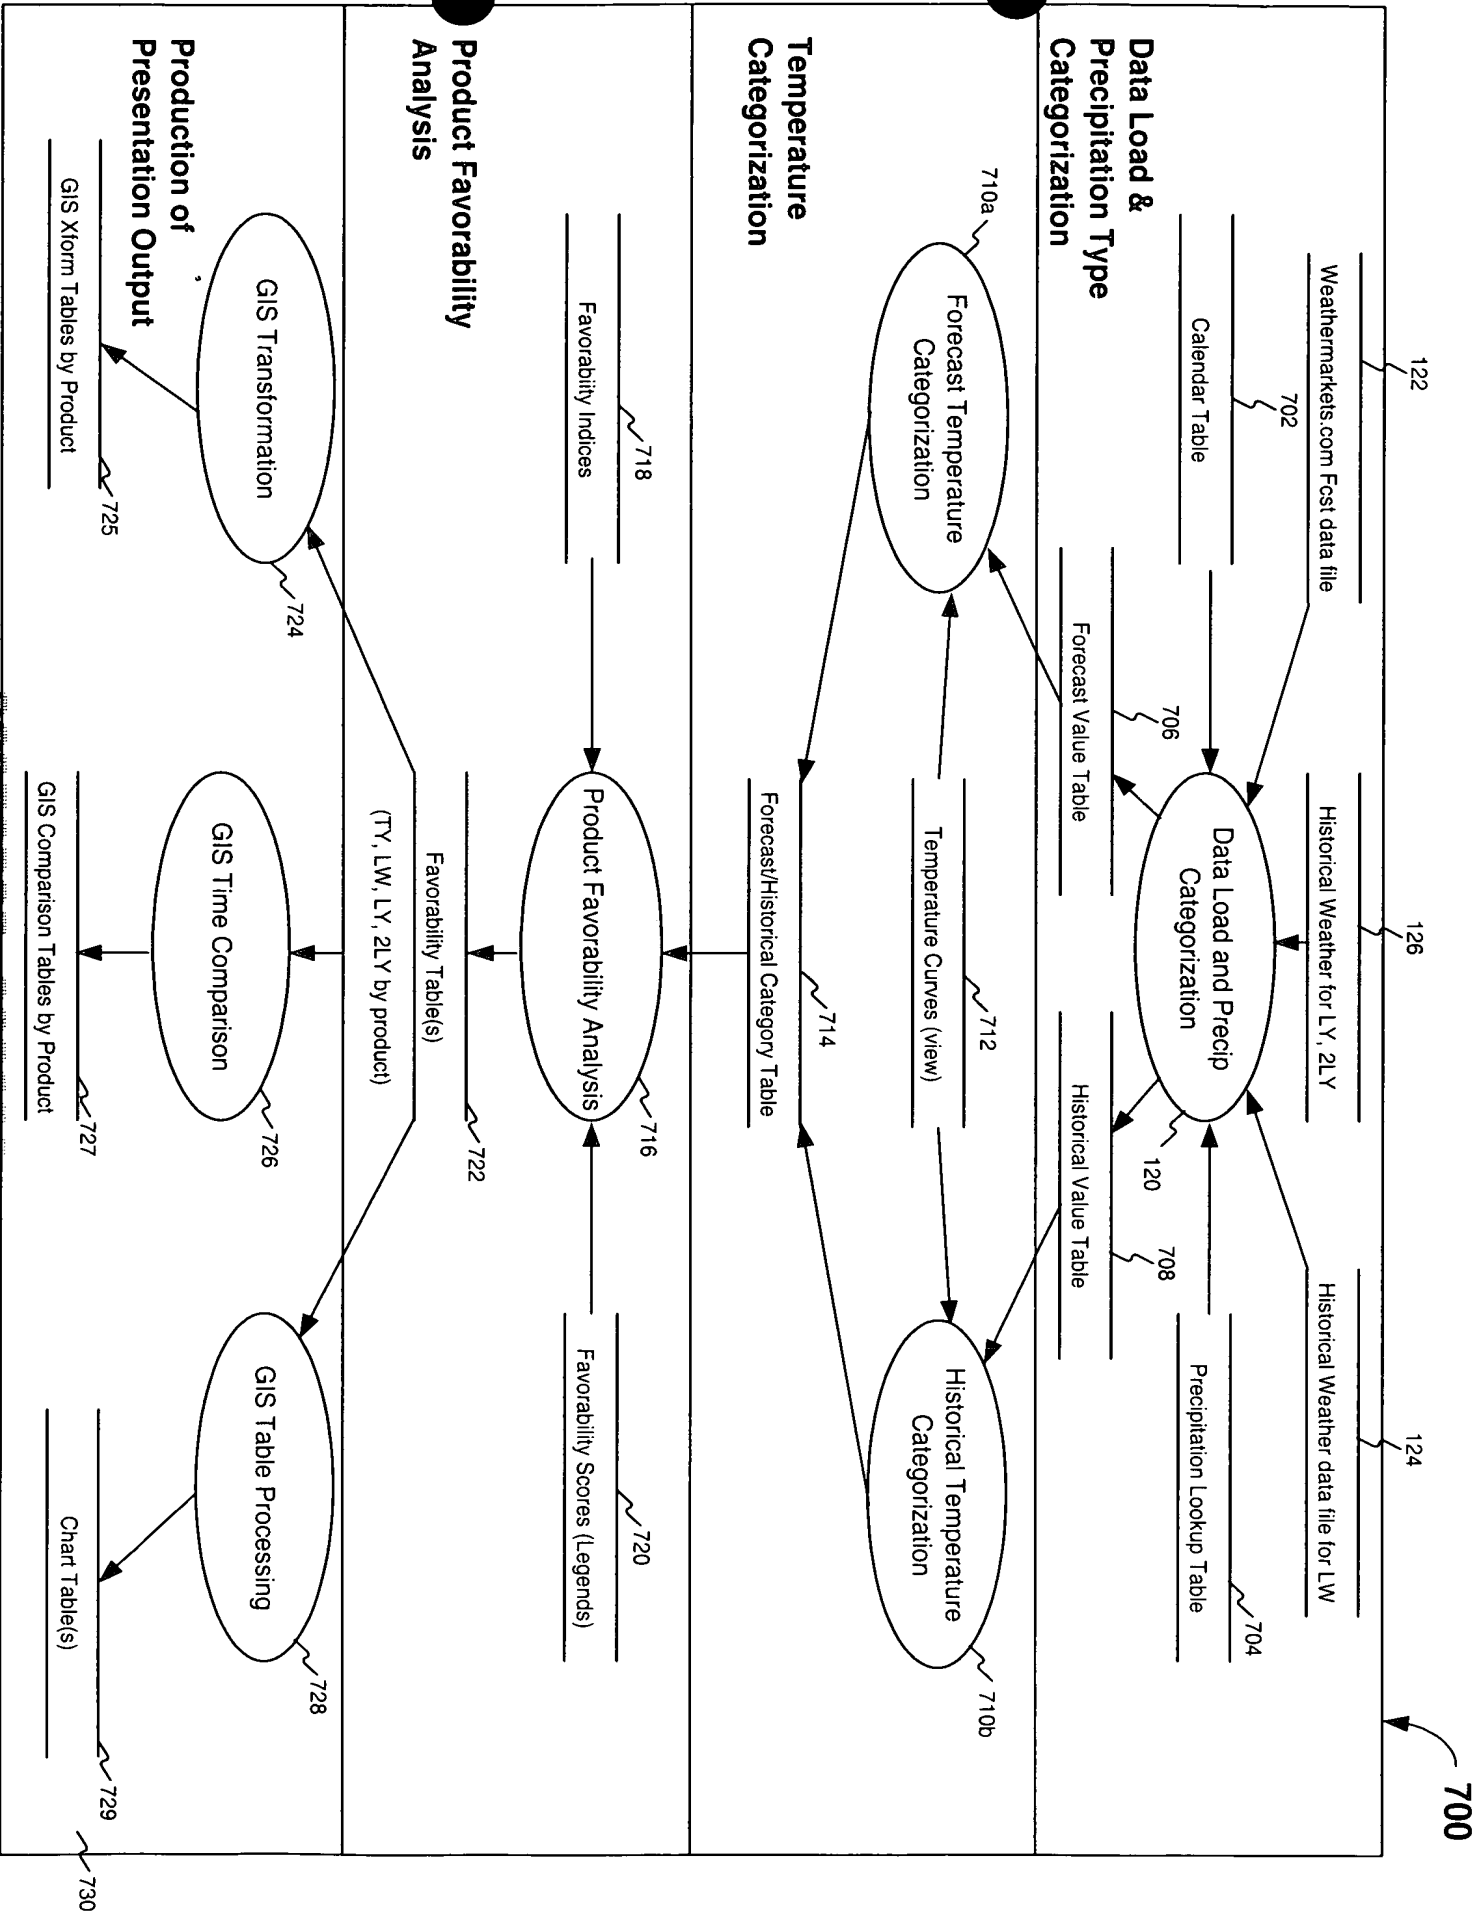 700
Data Load &
Precipitation Type
Categorization
122
Weathermarkets.com Fcst data file
126
Historical Weather for LY, 2LY
124
Historical Weather data file for LW
702
Calendar Table
Data Load and Precip
Categorization
120
Precipitation Lookup Table
704
706
Forecast Value Table
708
Historical Value Table
Temperature
Categorization
710a
Forecast Temperature
Categorization
712
Temperature Curves (view)
Historical Temperature
Categorization
710b
714
Forecast/Historical Category Table
Product Favorability
Analysis
718
Favorabiity Indices
Product Favorability Analysis
716
720
Favorability Scores (Legends)
722
Favorability Table(s)
(TY, LW, LY, 2LY by product)
Production of
Presentation Output
GIS Transformation
724
GIS Time Comparison
726
GIS Table Processing
728
GIS Xform Tables by Product
725
GIS Comparison Tables by Product
727
Chart Table(s)
729
730